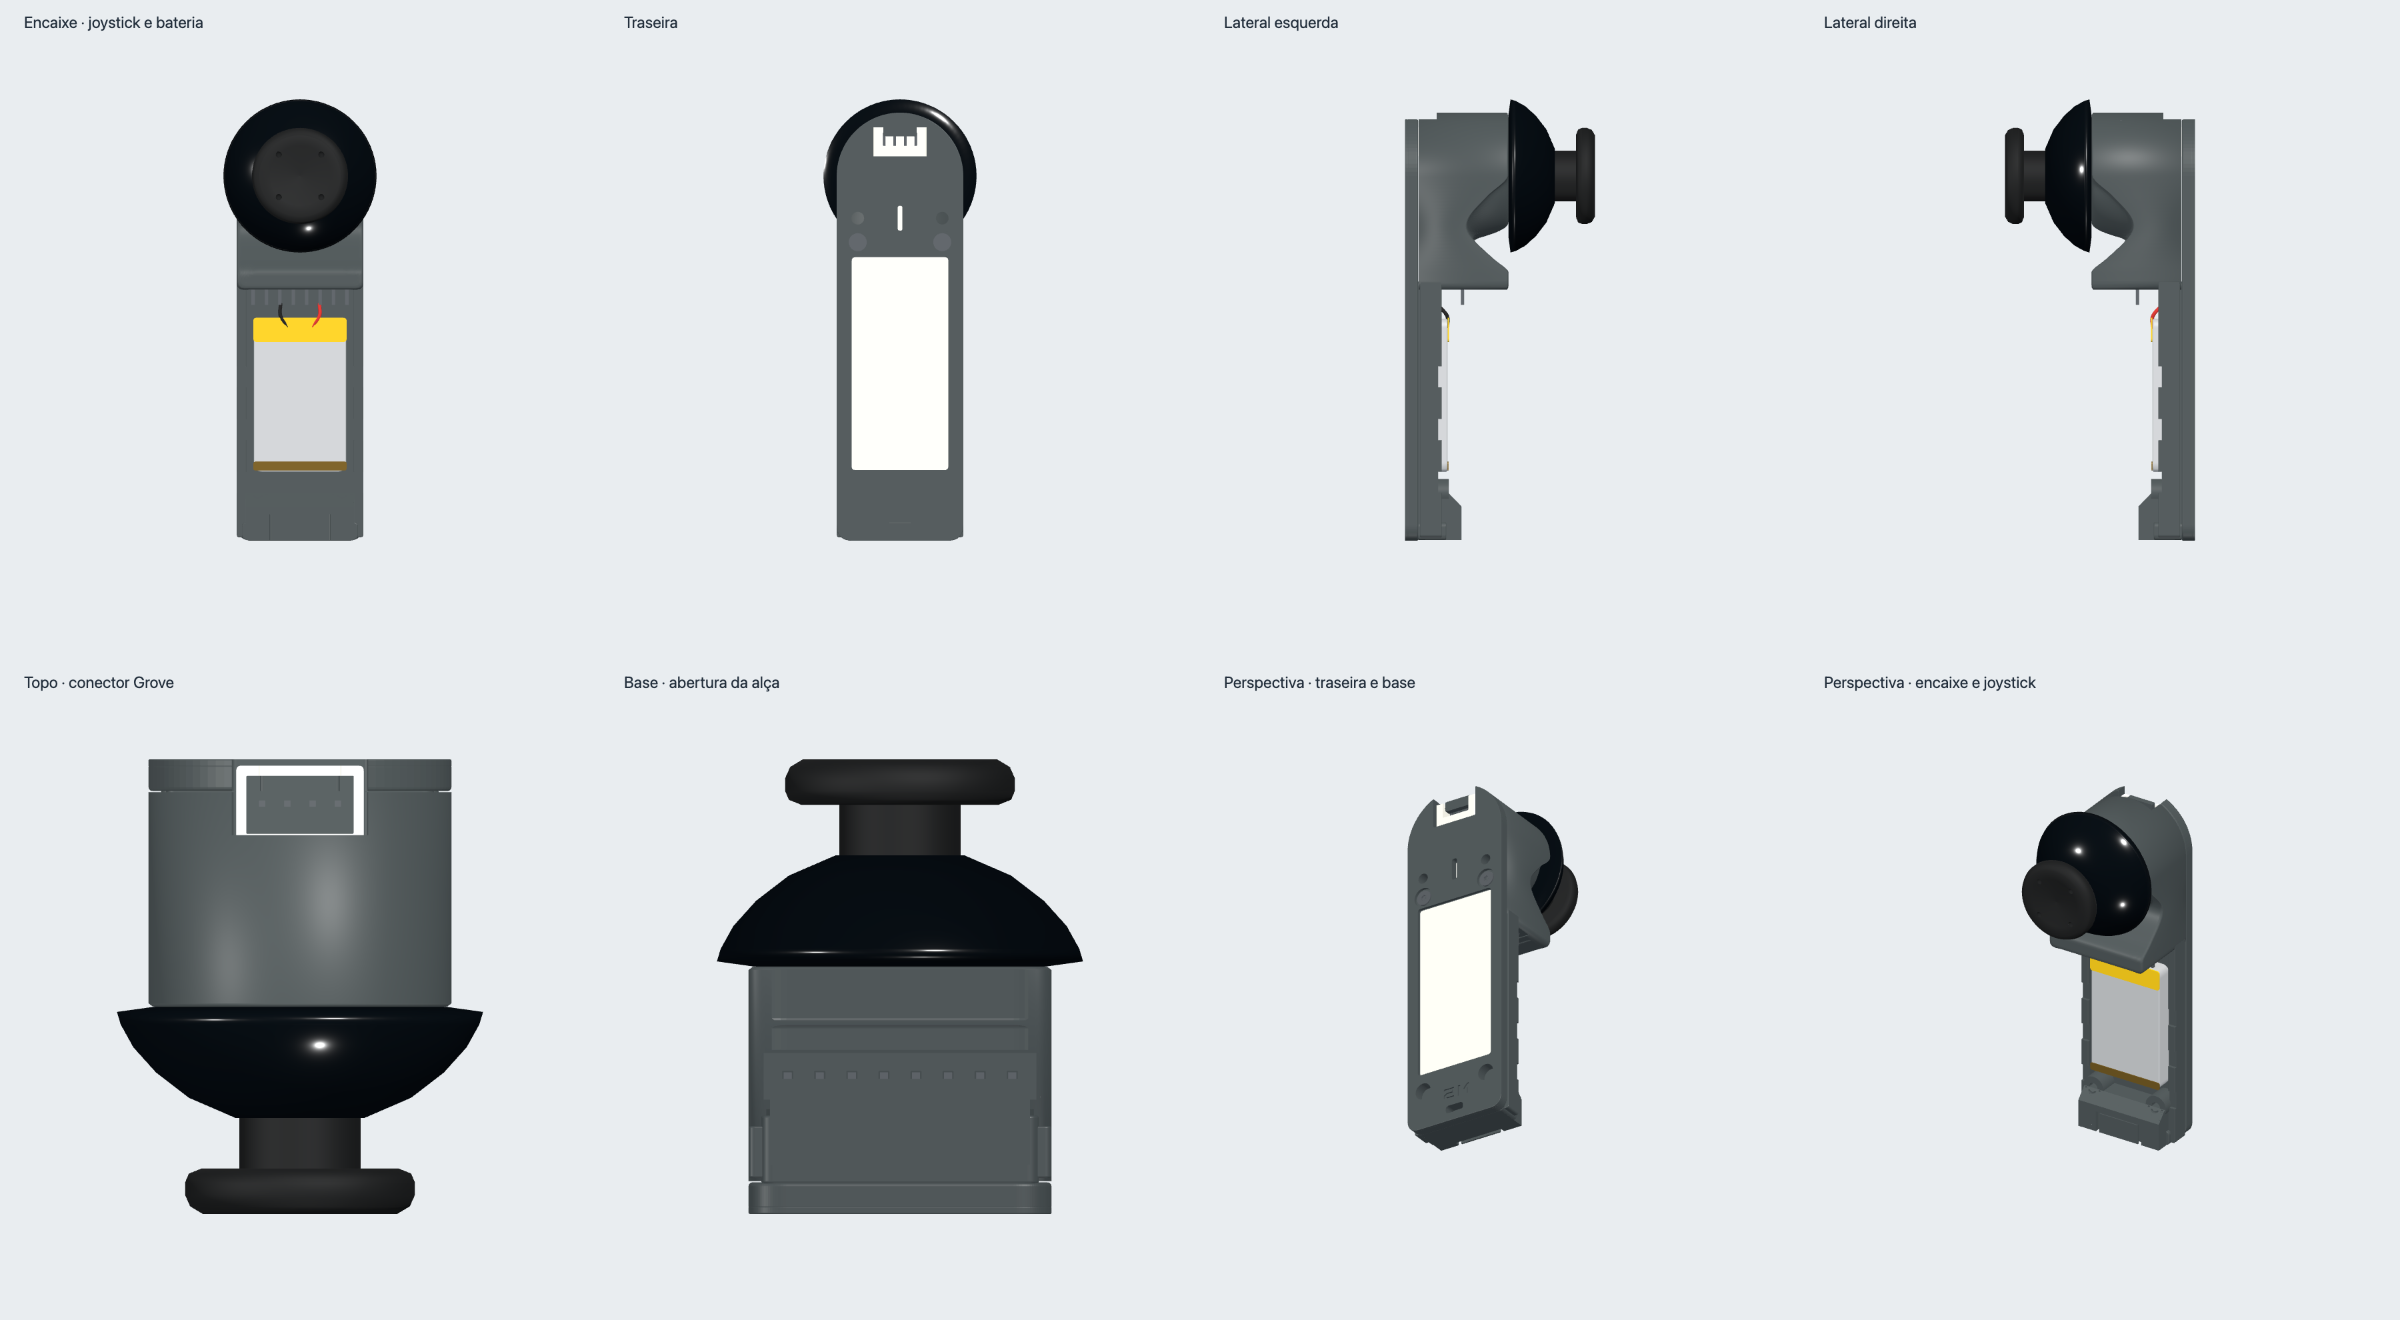 Encaixe · joystick e bateria
Traseira
Lateral esquerda
Lateral direita
Topo · conector Grove
Base · abertura da alça
Perspectiva · traseira e base
Perspectiva · encaixe e joystick